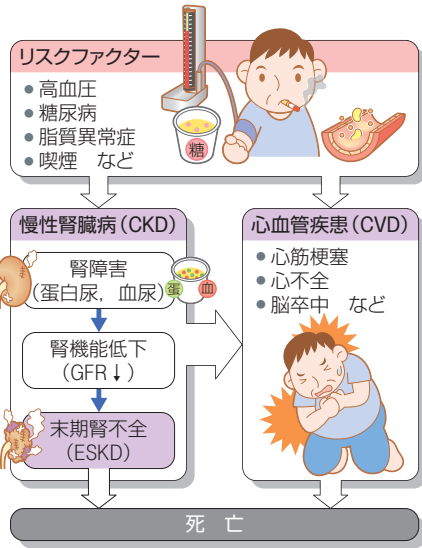 リスクファクター
● 高血圧
● 糖尿病
● 脂質異常症
● 喫煙 など
糖
慢性腎臓病(CKD)
腎障害
(蛋白尿, 血尿)
蛋 血
腎機能低下
(GFR↓)
末期腎不全
(ESKD)
心血管疾患(CVD)
● 心筋梗塞
● 心不全
● 脳卒中 など
死 亡